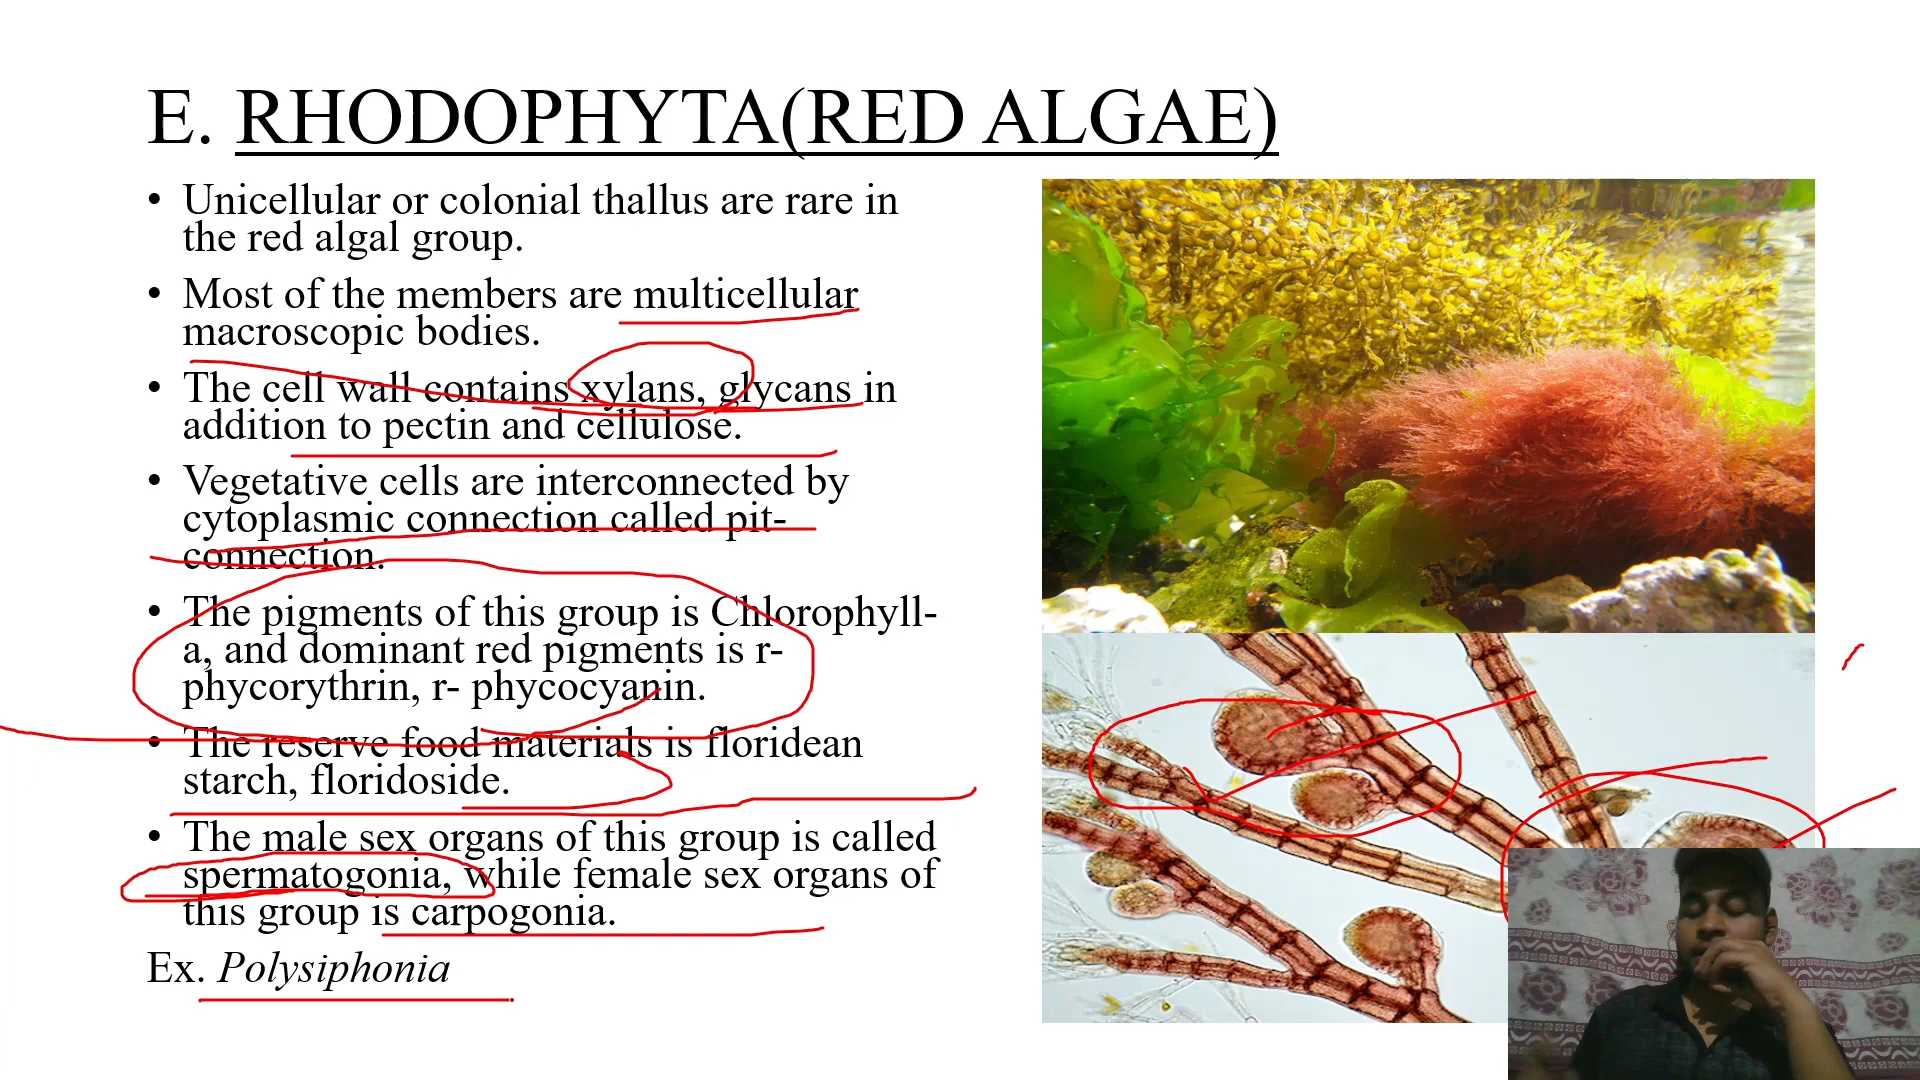 E. RHODOPHYTA(RED ALGAE)
• Unicellular or colonial thallus are rare in
the red algal group.
• Most of the members are multicellular
macroscopic bodies.
• The cell wall contains xylans, glycans in
addition to pectin and cellulose.
• Vegetative cells are interconnected by
cytoplasmic connection called pit-
connection.
• The pigments of this group is Chlorophyll-
a, and dominant red pigments is r-
phycorythrin, r- phycocyanin.
• The reserve food materials is floridean
starch, floridoside.
• The male sex organs of this group is called
spermatogonia, while female sex organs of
this group is carpogonia.
Ex. Polysiphonia